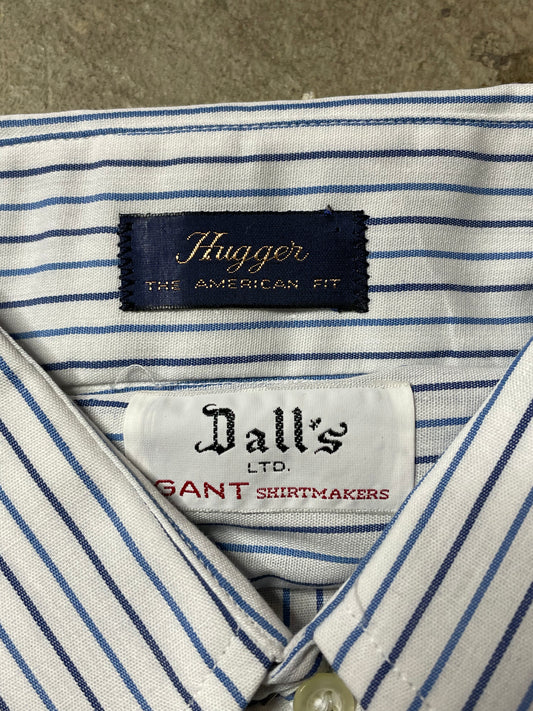 Hugger
THE AMERICAN FIT
Dall's
LTD.
GANT SHIRTMAKERS